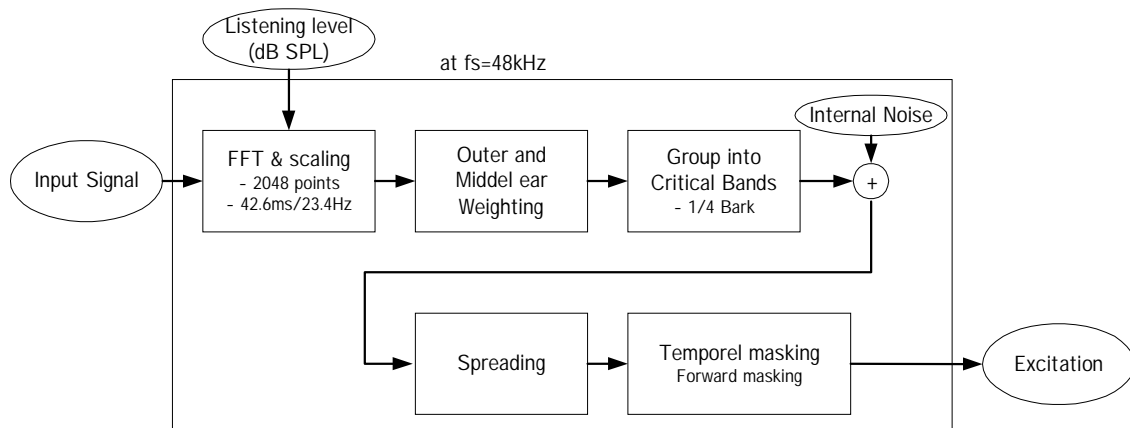 Listening level
(dB SPL)
at fs=48kHz
Input Signal
FFT & scaling
- 2048 points
- 42.6ms/23.4Hz
Outer and
Middel ear
Weighting
Group into
Critical Bands
- 1/4 Bark
Internal Noise
+
Spreading
Temporel masking
Forward masking
Excitation